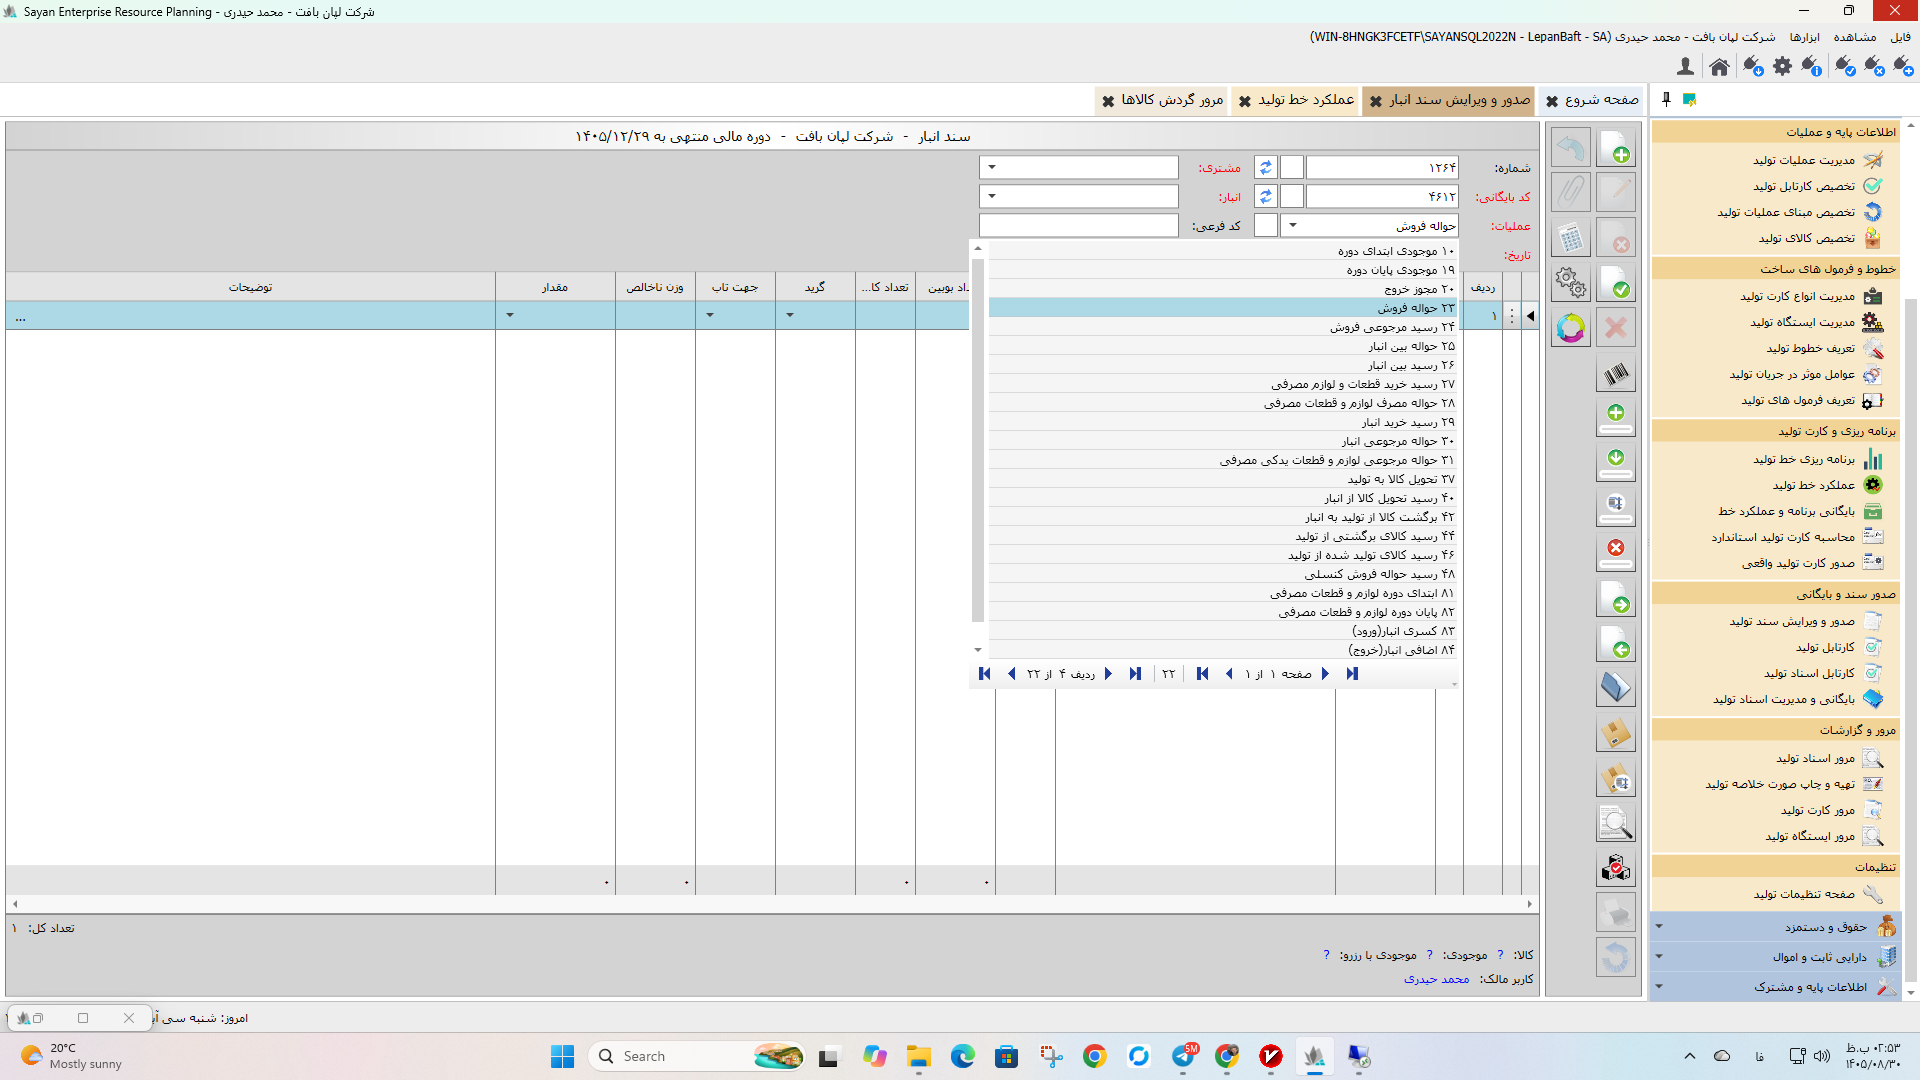 Sayan Enterprise Resource Planning - شرکت لپان بافت - محمد حیدری
فایل مشاهده ابزارها شرکت لپان بافت - محمد حیدری (WIN-8HNGK3FCETF\SAYANSQL2022N - LepanBaft - SA)
صفحه شروع
صدور و ویرایش سند انبار
عملکرد خط تولید
مرور گردش کالاها
سند انبار - شرکت لپان بافت - دوره مالی منتهی به ۱۴۰۵/۱۲/۲۹
شماره: ۱۲۶۴ مشتری:
کد بایگانی: ۴۶۱۲ انبار:
عملیات: حواله فروش کد فرعی:
تاریخ:
۱۰ موجودی ابتدای دوره
۱۹ موجودی پایان دوره
۲۰ مجوز خروج
۲۳ حواله فروش
۲۴ رسید مرجوعی فروش
۲۵ حواله بین انبار
۲۶ رسید بین انبار
۲۷ رسید خرید قطعات و لوازم مصرفی
۲۸ حواله مصرف لوازم و قطعات مصرفی
۲۹ رسید خرید انبار
۳۰ حواله مرجوعی انبار
۳۱ حواله مرجوعی لوازم و قطعات یدکی مصرفی
۳۷ تحویل کالا به تولید
۴۰ رسید تحویل کالا از انبار
۴۲ برگشت کالا از تولید به انبار
۴۴ رسید کالای برگشتی از تولید
۴۶ رسید کالای تولید شده از تولید
۴۸ رسید حواله فروش کنسلی
۸۱ ابتدای دوره لوازم و قطعات مصرفی
۸۲ پایان دوره لوازم و قطعات مصرفی
۸۳ کسری انبار(ورود)
۸۴ اضافی انبار(خروج)
صفحه ۱ از ۱ ۲۲ ردیف ۴ از ۲۲
ردیف داد بوبین تعداد کا... گرید جهت تاب وزن ناخالص مقدار توضیحات
۱ ...
۰ ۰ ۰ ۰
تعداد کل: ۱
کالا: ? موجودی: ? موجودی با رزرو: ?
کاربر مالک: محمد حیدری
اطلاعات پایه و عملیات
مدیریت عملیات تولید
تخصیص کارتابل تولید
تخصیص مبنای عملیات تولید
تخصیص کالای تولید
خطوط و فرمول های ساخت
مدیریت انواع کارت تولید
مدیریت ایستگاه تولید
تعریف خطوط تولید
عوامل موثر در جریان تولید
تعریف فرمول های تولید
برنامه ریزی و کارت تولید
برنامه ریزی خط تولید
عملکرد خط تولید
بایگانی برنامه و عملکرد خط
محاسبه کارت تولید استاندارد
صدور کارت تولید واقعی
صدور سند و بایگانی
صدور و ویرایش سند تولید
کارتابل تولید
کارتابل اسناد تولید
بایگانی و مدیریت اسناد تولید
مرور و گزارشات
مرور اسناد تولید
تهیه و چاپ صورت خلاصه تولید
مرور کارت تولید
مرور ایستگاه تولید
تنظیمات
صفحه تنظیمات تولید
حقوق و دستمزد
دارایی ثابت و اموال
اطلاعات پایه و مشترک
امروز: شنبه سی آ
20°C
Mostly sunny
Search
5M
فا
۰۲:۵۳ ب.ظ
۱۴۰۵/۰۸/۳۰